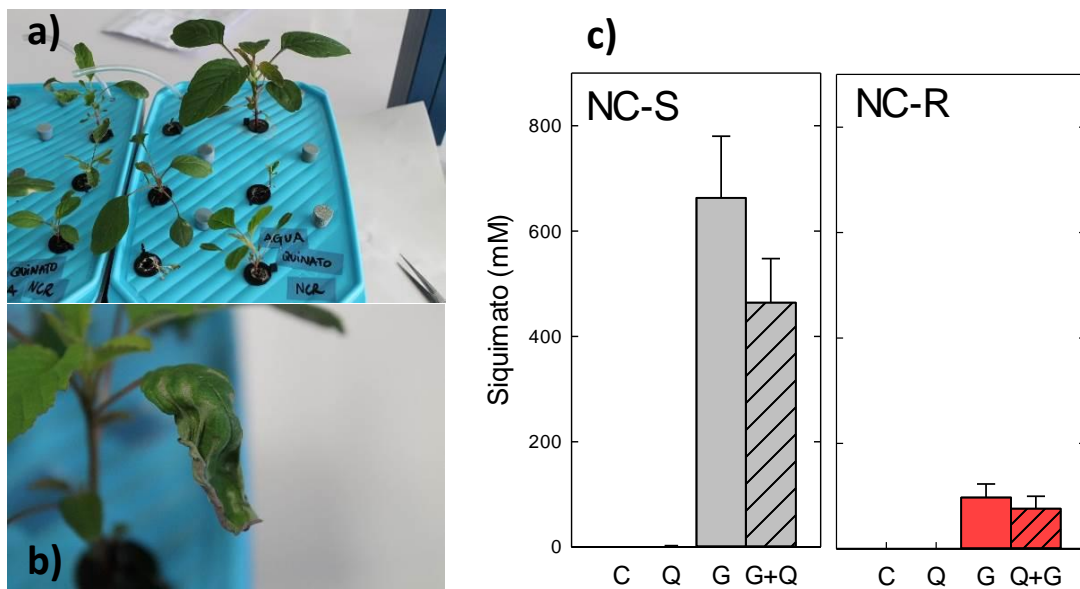 a)
QUINATO
A NCR
AGUA
QUINATO
NCR
b)
c)
NC-S
NC-R
Siquimato (mM)
800
600
400
200
0
C Q G G+Q
C Q G Q+G